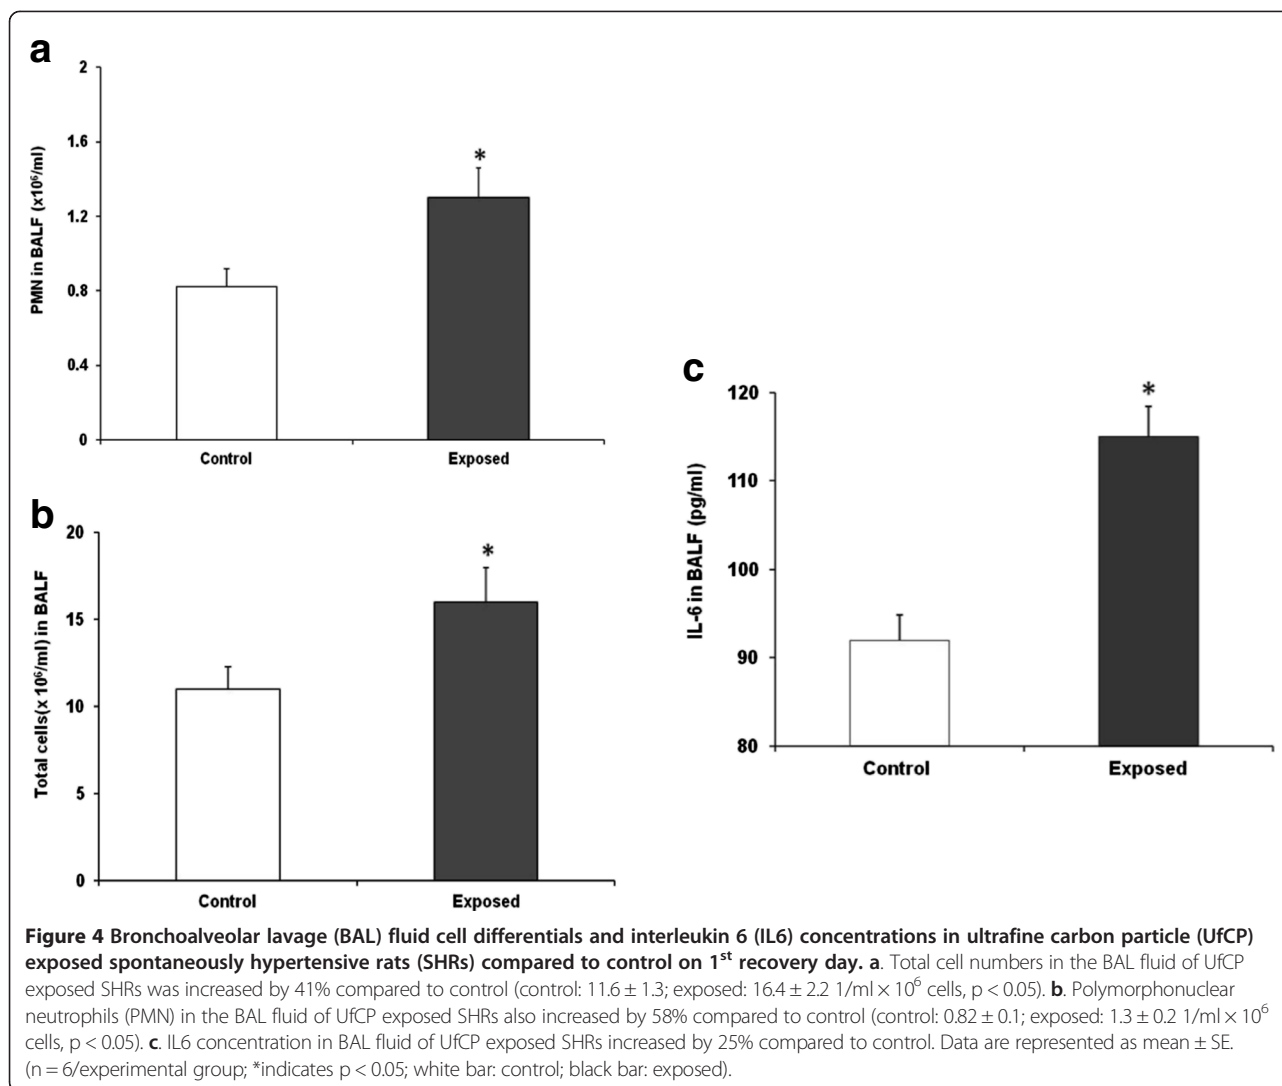 a
2
1.6
1.2
0.8
0.4
0
PMN in BALF (x10⁶/ml)
*
Control Exposed
b
20
15
10
5
0
Total cells(x 10⁶/ml) in BALF
*
Control Exposed
c
120
110
100
90
80
IL-6 in BALF (pg/ml)
*
Control Exposed
Figure 4 Bronchoalveolar lavage (BAL) fluid cell differentials and interleukin 6 (IL6) concentrations in ultrafine carbon particle (UfCP)
exposed spontaneously hypertensive rats (SHRs) compared to control on 1ˢᵗ recovery day. a. Total cell numbers in the BAL fluid of UfCP
exposed SHRs was increased by 41% compared to control (control: 11.6 ± 1.3; exposed: 16.4 ± 2.2 1/ml × 10⁶ cells, p < 0.05). b. Polymorphonuclear
neutrophils (PMN) in the BAL fluid of UfCP exposed SHRs also increased by 58% compared to control (control: 0.82 ± 0.1; exposed: 1.3 ± 0.2 1/ml × 10⁶
cells, p < 0.05). c. IL6 concentration in BAL fluid of UfCP exposed SHRs increased by 25% compared to control. Data are represented as mean ± SE.
(n = 6/experimental group; *indicates p < 0.05; white bar: control; black bar: exposed).